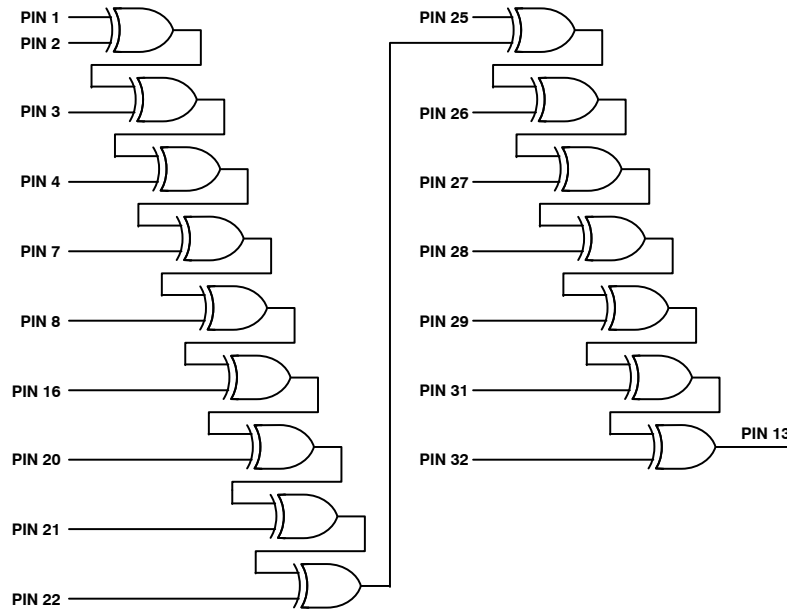 PIN 1
PIN 2
PIN 3
PIN 4
PIN 7
PIN 8
PIN 16
PIN 20
PIN 21
PIN 22
PIN 25
PIN 26
PIN 27
PIN 28
PIN 29
PIN 31
PIN 32
PIN 13